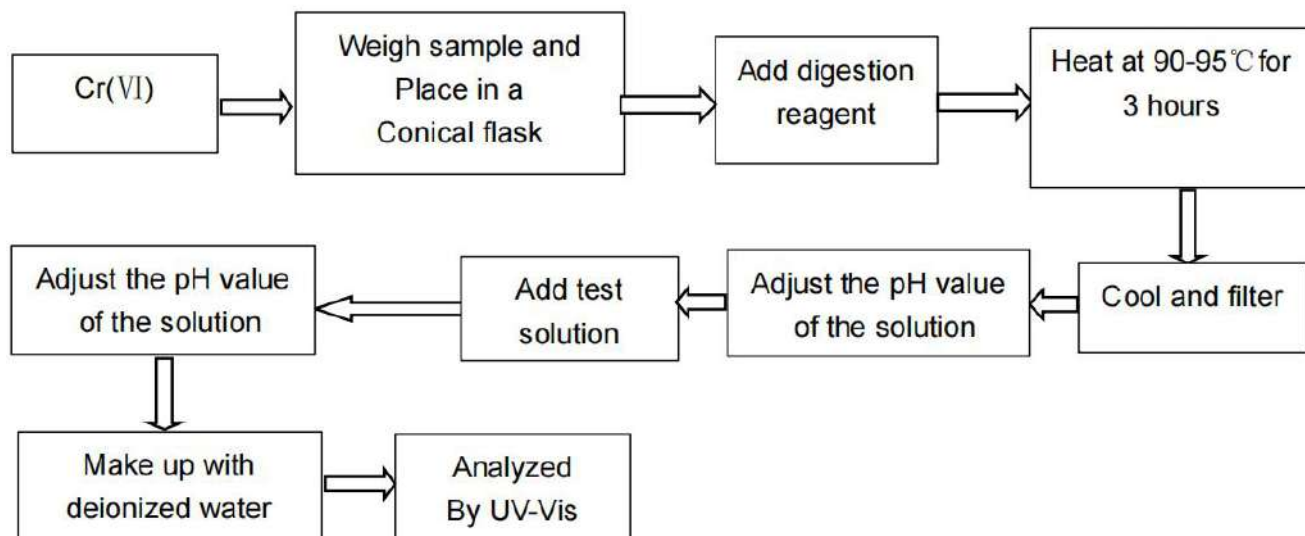 Cr(Ⅵ)
Weigh sample and
Place in a
Conical flask
Add digestion
reagent
Heat at 90-95℃ for
3 hours
Cool and filter
Adjust the pH value
of the solution
Add test
solution
Adjust the pH value
of the solution
Make up with
deionized water
Analyzed
By UV-Vis